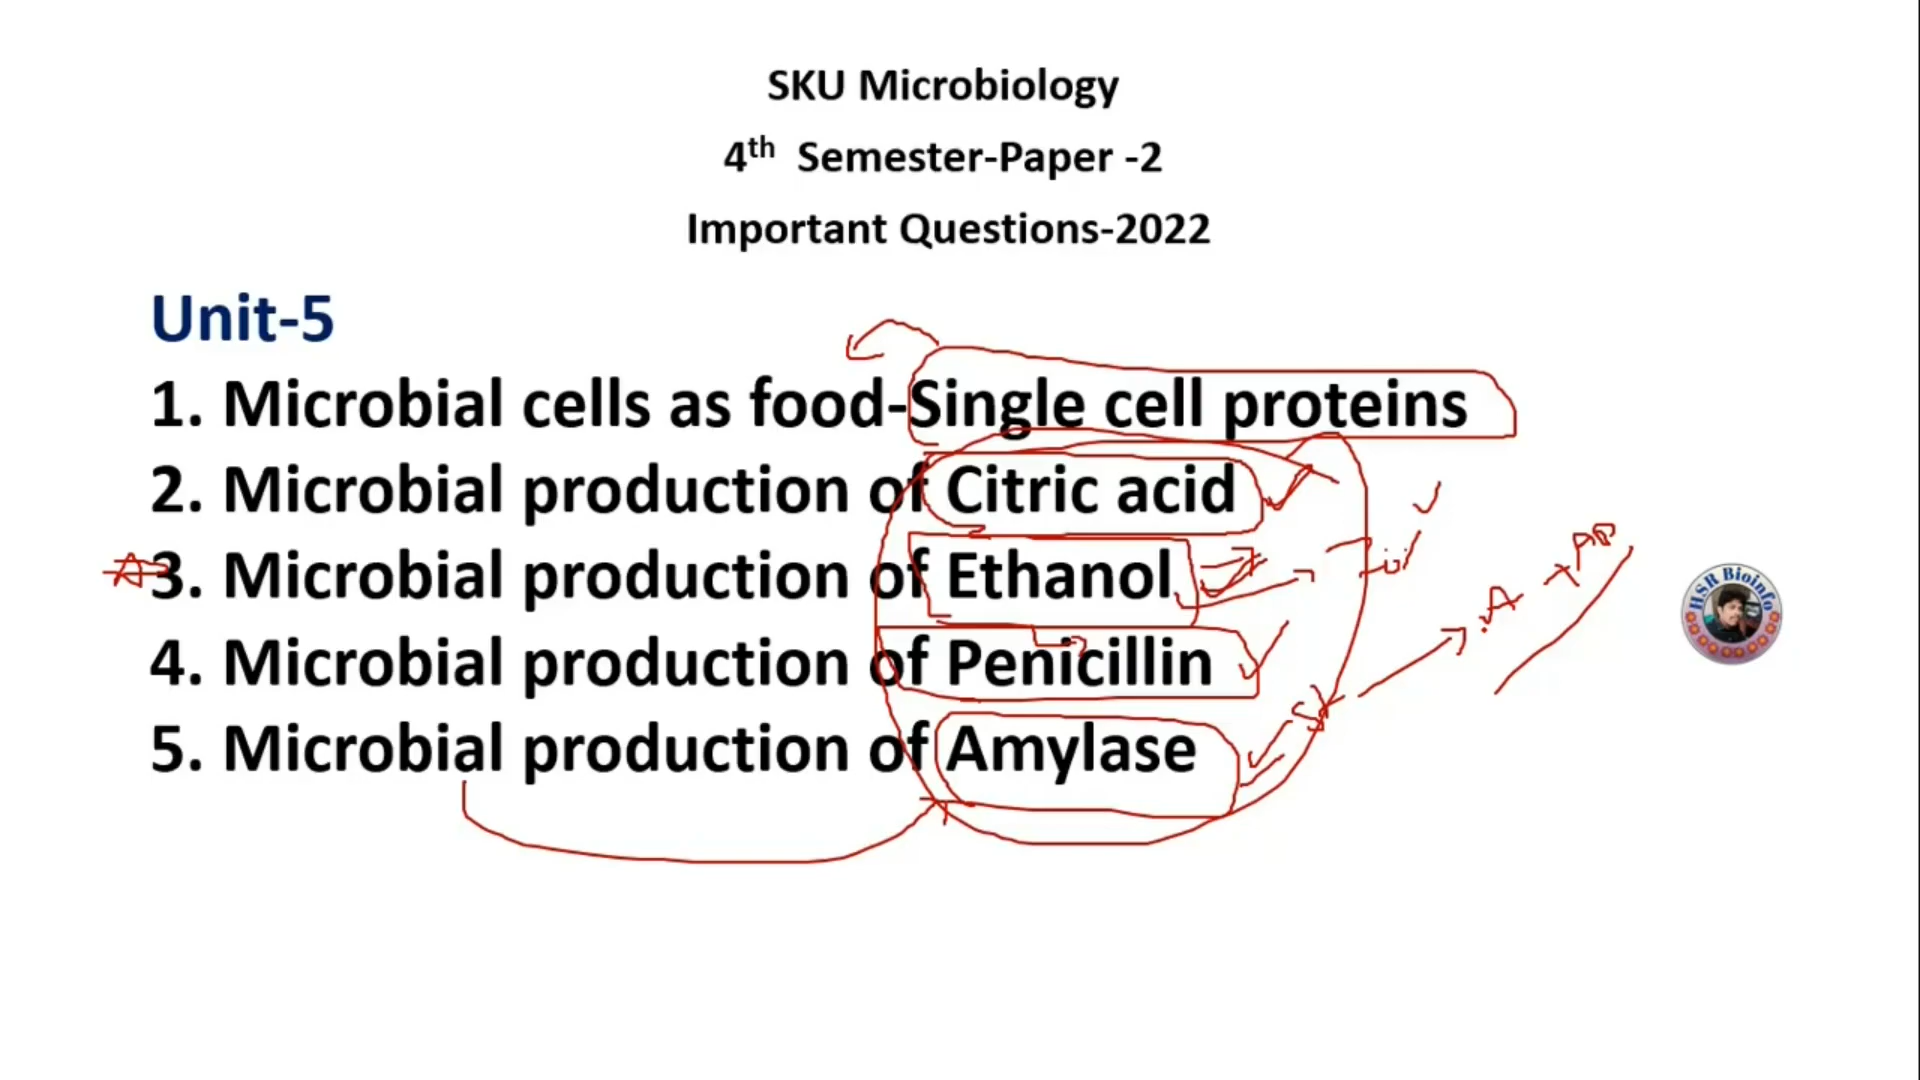 SKU Microbiology
4th Semester-Paper -2
Important Questions-2022
Unit-5
1. Microbial cells as food-Single cell proteins
2. Microbial production of Citric acid
3. Microbial production of Ethanol
4. Microbial production of Penicillin
5. Microbial production of Amylase
HSR Bioinfo